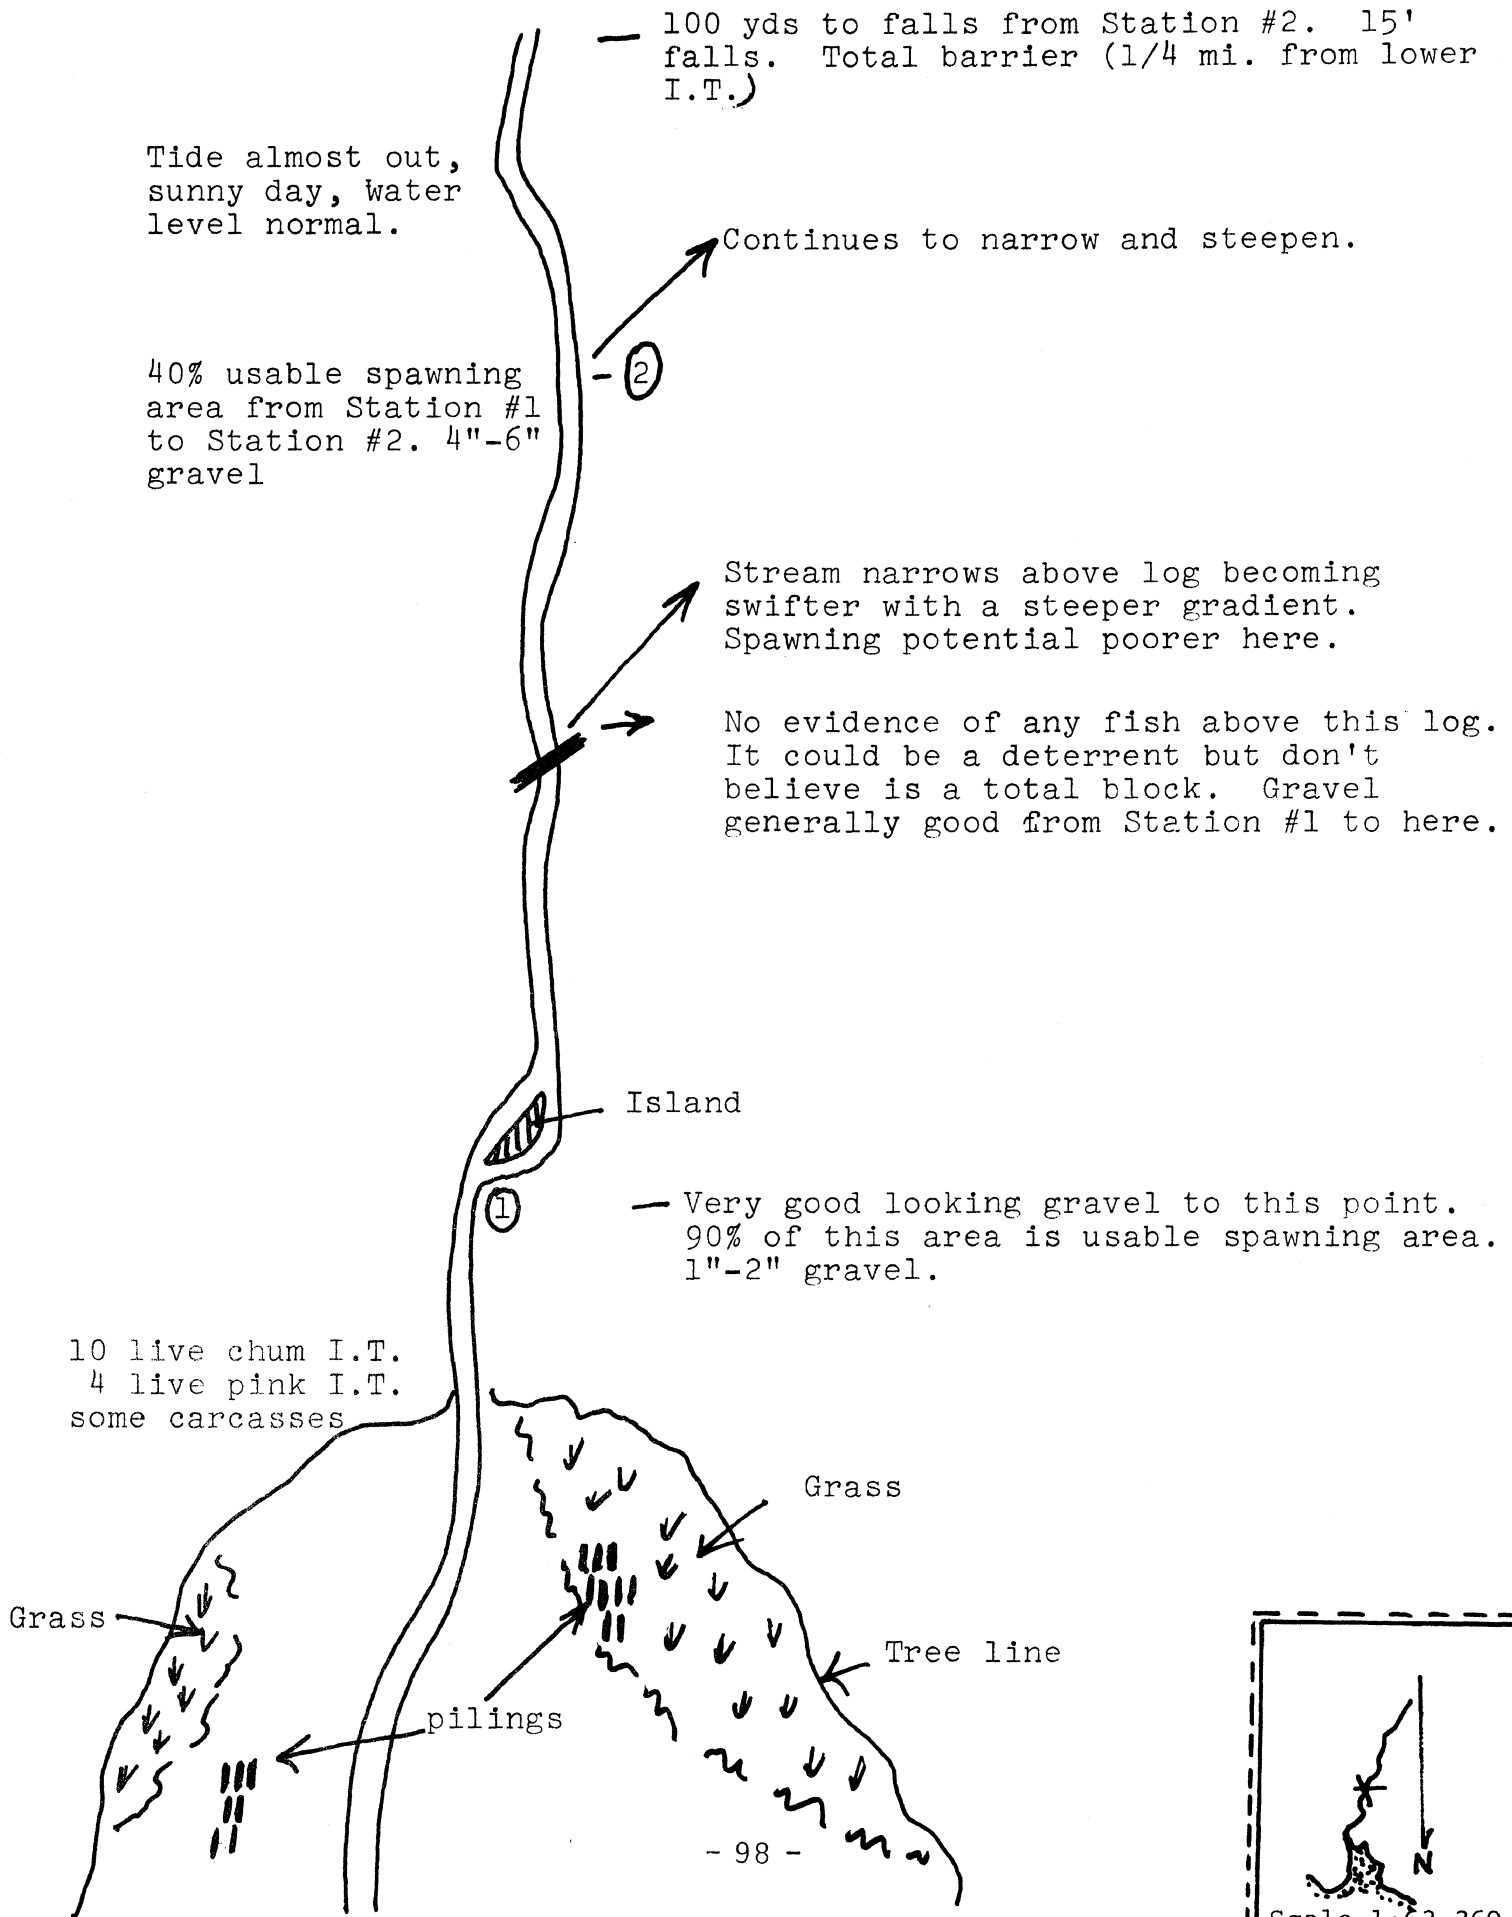 100 yds to falls from Station #2.  15'
falls.  Total barrier (1/4 mi. from lower
I.T.)
Tide almost out,
sunny day, Water
level normal.
Continues to narrow and steepen.
2
40% usable spawning
area from Station #1
to Station #2. 4"-6"
gravel
Stream narrows above log becoming
swifter with a steeper gradient.
Spawning potential poorer here.
No evidence of any fish above this log.
It could be a deterrent but don't
believe is a total block.  Gravel
generally good from Station #1 to here.
Island
1
Very good looking gravel to this point.
90% of this area is usable spawning area.
1"-2" gravel.
10 live chum I.T.
4 live pink I.T.
some carcasses
Grass
Grass
Tree line
pilings
N
- 98 -
Scale 1:63,360